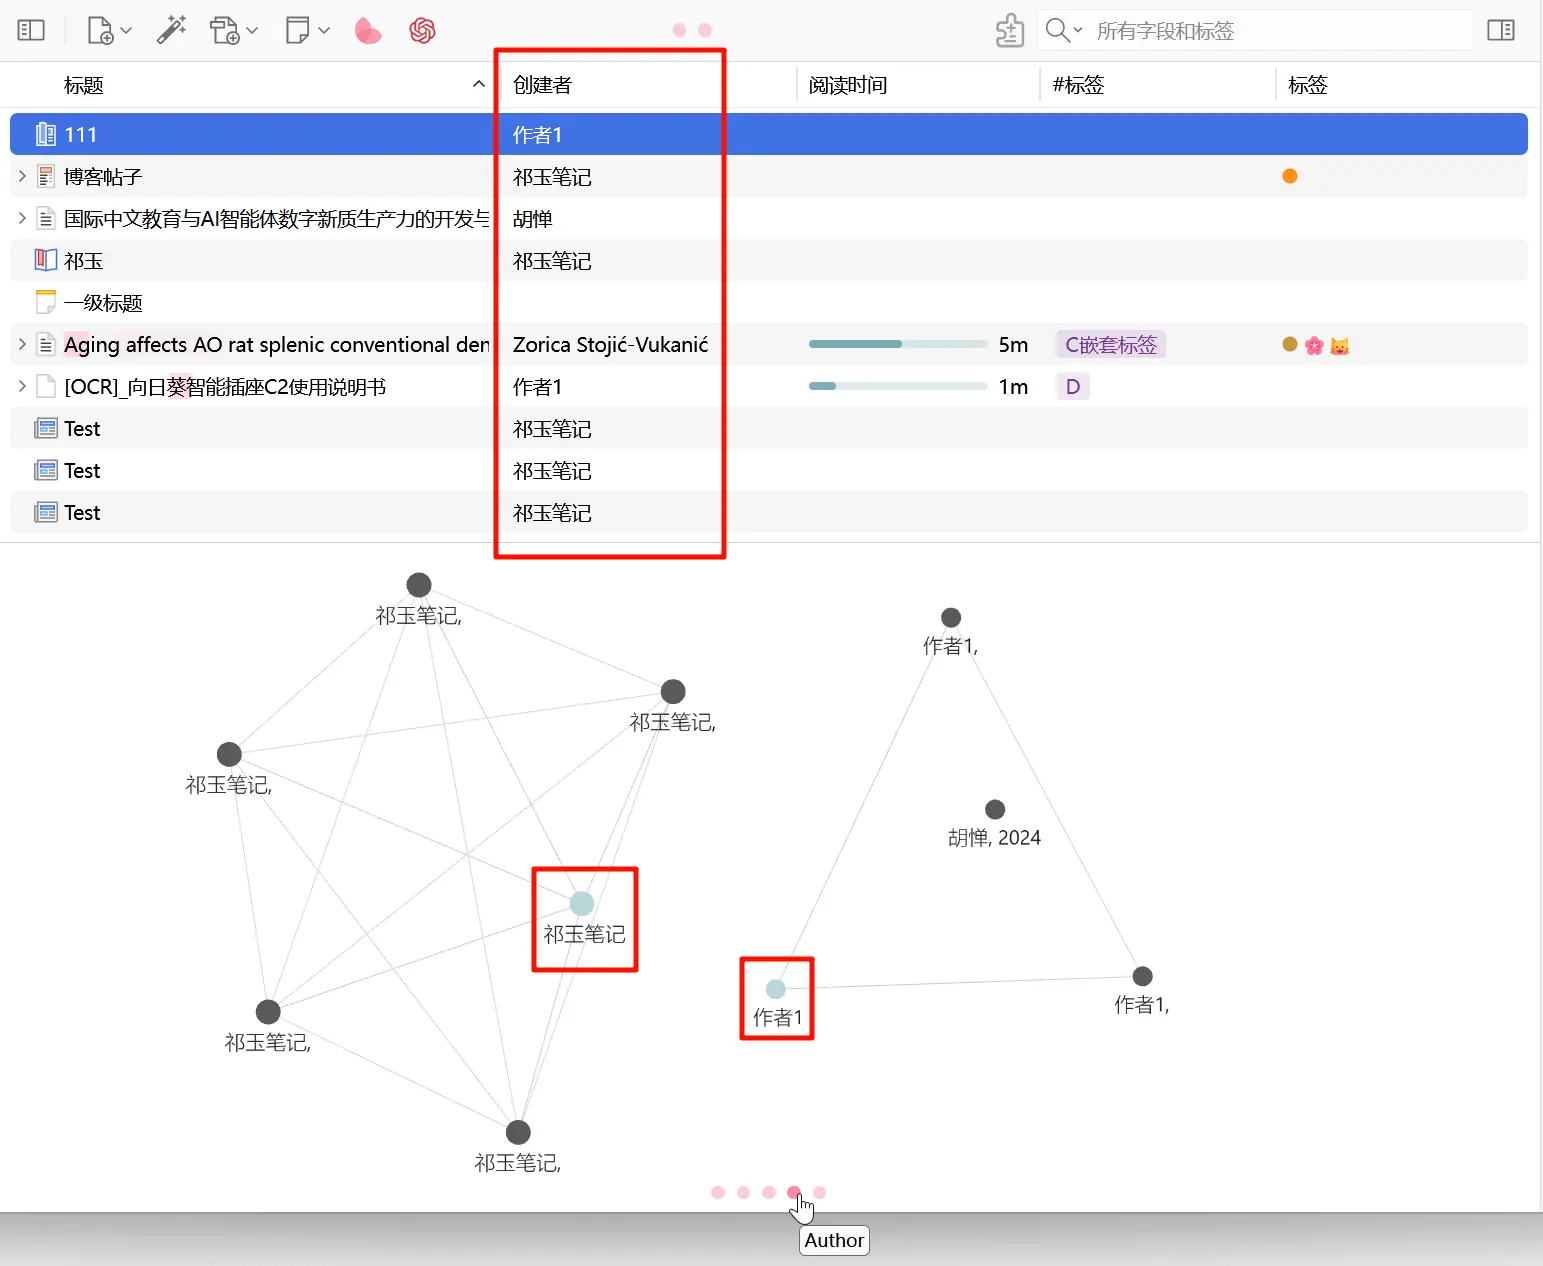 所有字段和标签
标题 创建者 阅读时间 #标签 标签
111 作者1
博客帖子 祁玉笔记
国际中文教育与AI智能体数字新质生产力的开发与 胡惮
祁玉 祁玉笔记
一级标题
Aging affects AO rat splenic conventional den Zorica Stojić-Vukanić 5m C嵌套标签
[OCR]_向日葵智能插座C2使用说明书 作者1 1m D
Test 祁玉笔记
Test 祁玉笔记
Test 祁玉笔记
祁玉笔记,
作者1,
祁玉笔记,
祁玉笔记,
胡惮, 2024
祁玉笔记
作者1,
作者1
祁玉笔记,
祁玉笔记,
Author